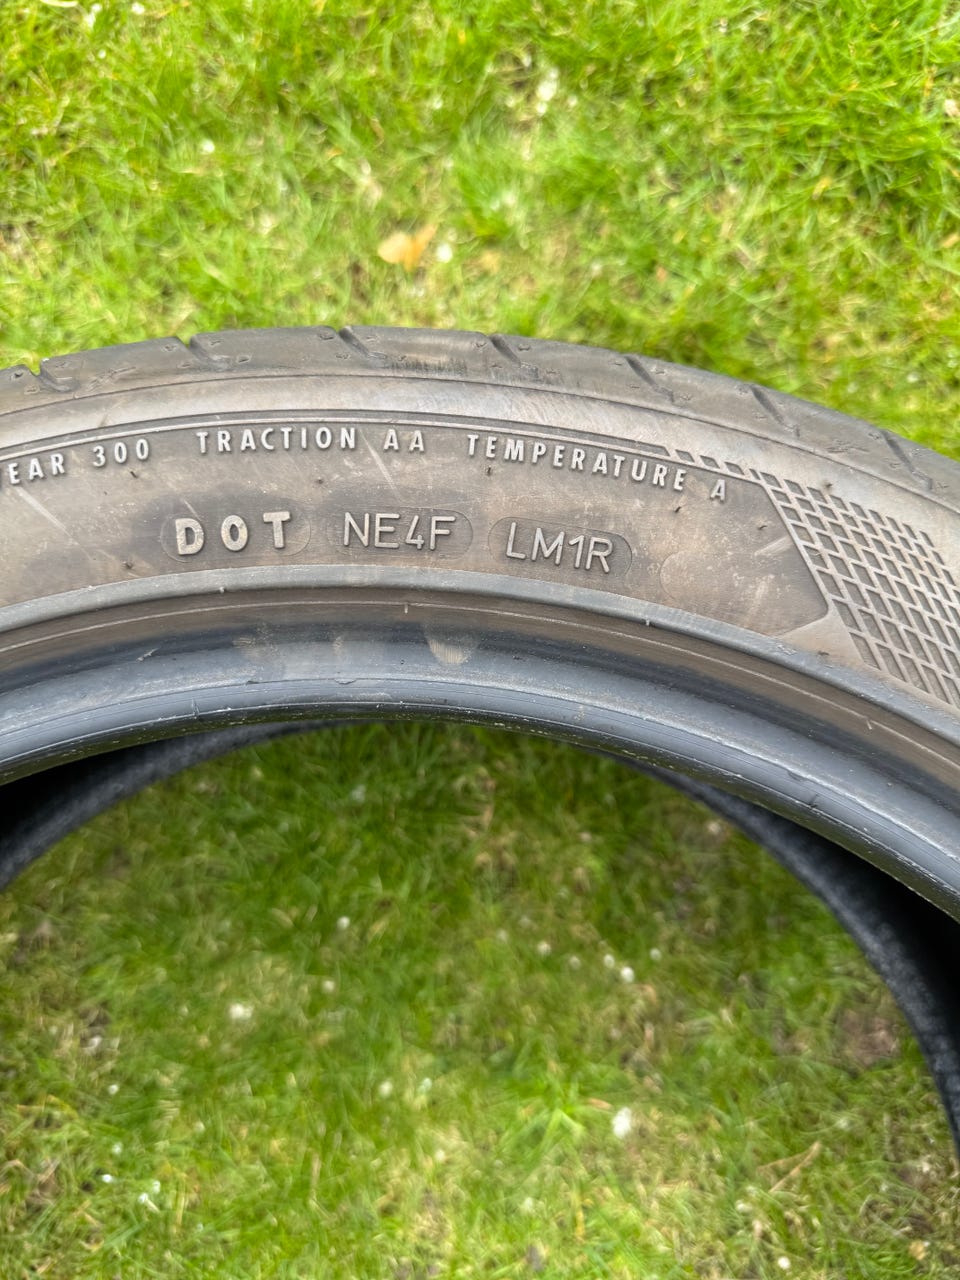 EAR 300 TRACTION AA TEMPERATURE A
DOT NE4F LM1R